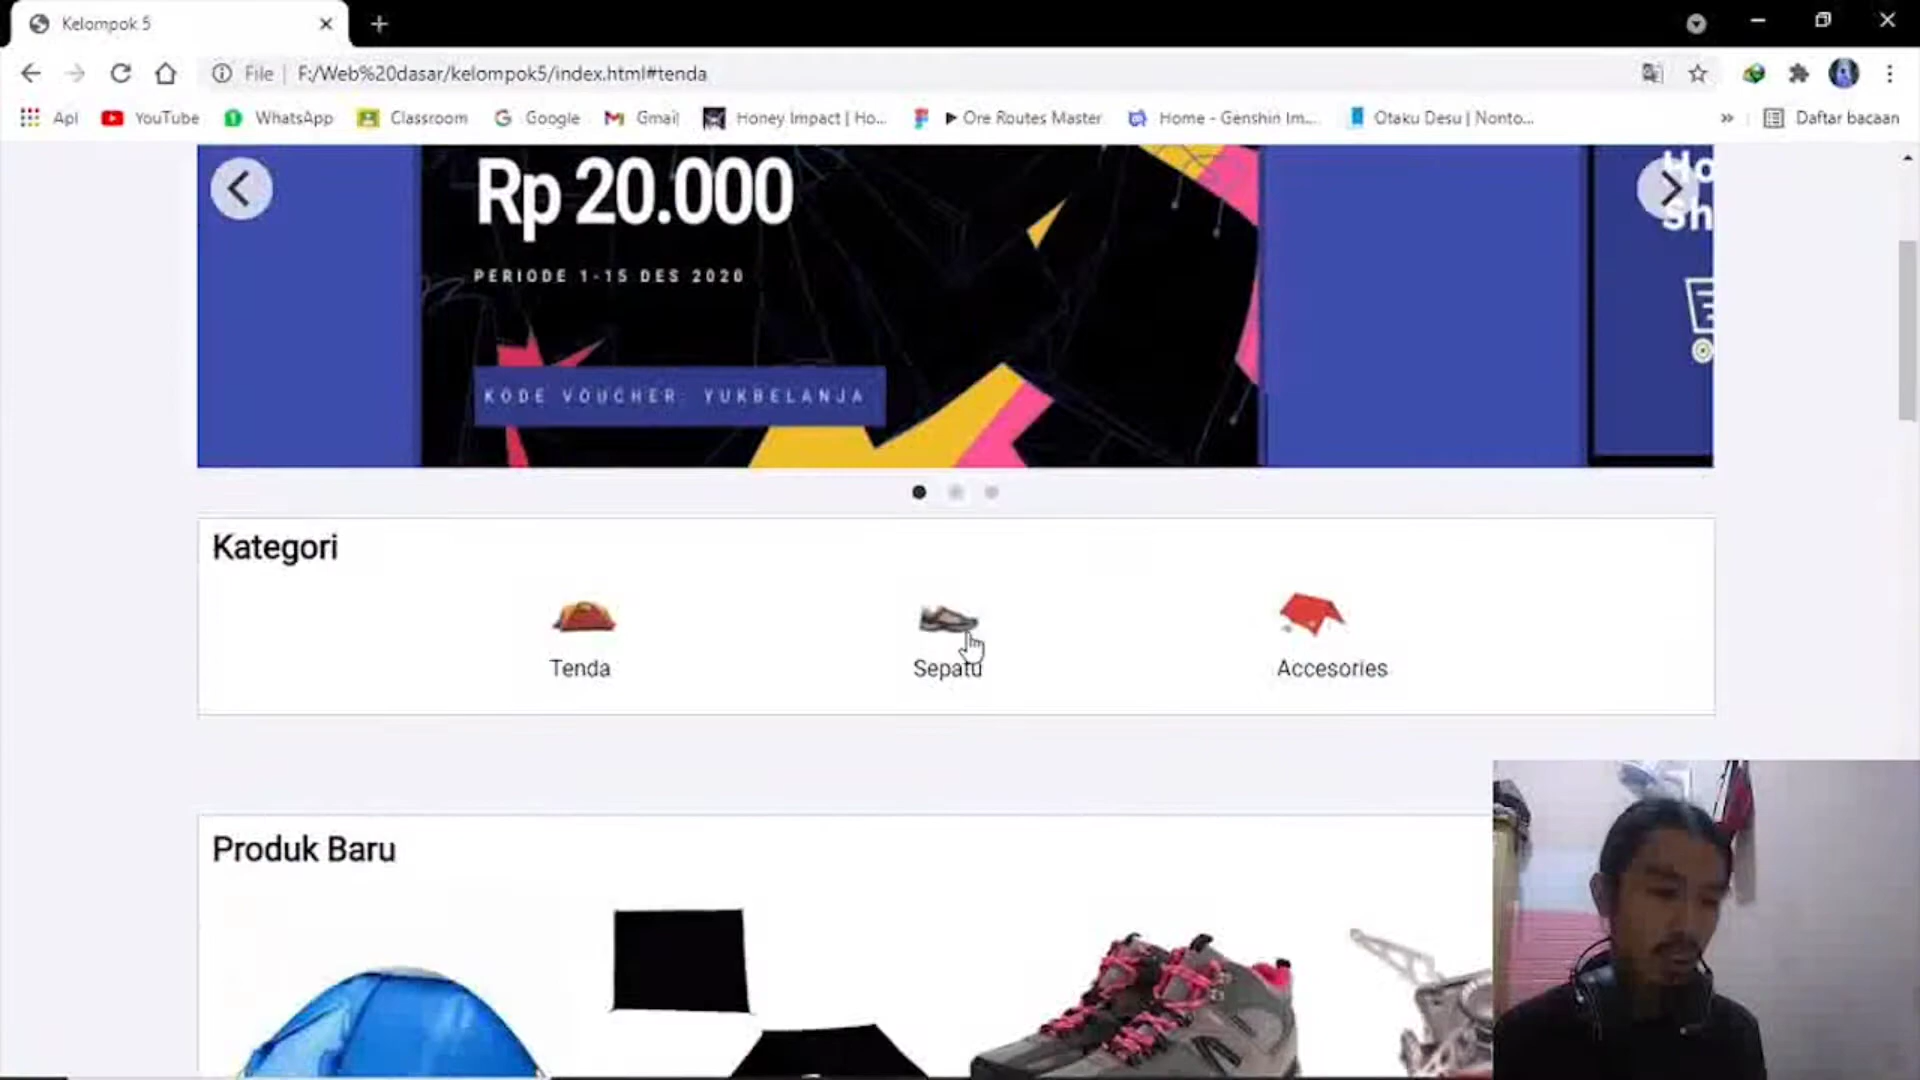 Kelompok 5
File F:/Web%20dasar/kelompok5/index.html#tenda
Apl YouTube WhatsApp Classroom Google Gmail Honey Impact | Ho... Ore Routes Master Home - Genshin Im... Otaku Desu | Nonto... » Daftar bacaan
Rp 20.000
PERIODE 1-15 DES 2020
KODE VOUCHER: YUKBELANJA
Ho
Sh
Kategori
Tenda
Sepatu
Accesories
Produk Baru